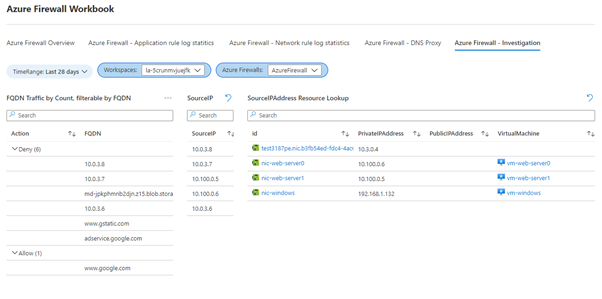 Azure Firewall Workbook
Azure Firewall Overview Azure Firewall - Application rule log statitics Azure Firewall - Network rule log statistics Azure Firewall - DNS Proxy Azure Firewall - Investigation
TimeRange: Last 28 days Workspaces: la-5crunmvjuejfk Azure Firewalls: AzureFirewall
FQDN Traffic by Count, filterable by FQDN ... SourceIP SourceIPAddress Resource Lookup
Search Search Search
Action FQDN SourceIP id PrivateIPAddress PublicIPAddress VirtualMachine
Deny (6) 10.0.3.8 test3187pe.nic.b3fb54ed-fdc4-4a0 10.3.0.4
10.0.3.8 10.0.3.7 nic-web-server0 10.100.0.6 vm-web-server0
10.0.3.7 10.100.0.5 nic-web-server1 10.100.0.5 vm-web-server1
md-jpkphmnb2djn.z15.blob.stora 10.100.0.6 nic-windows 192.168.1.132 vm-windows
10.0.3.6 10.0.3.6
www.gstatic.com
adservice.google.com
Allow (1)
www.google.com